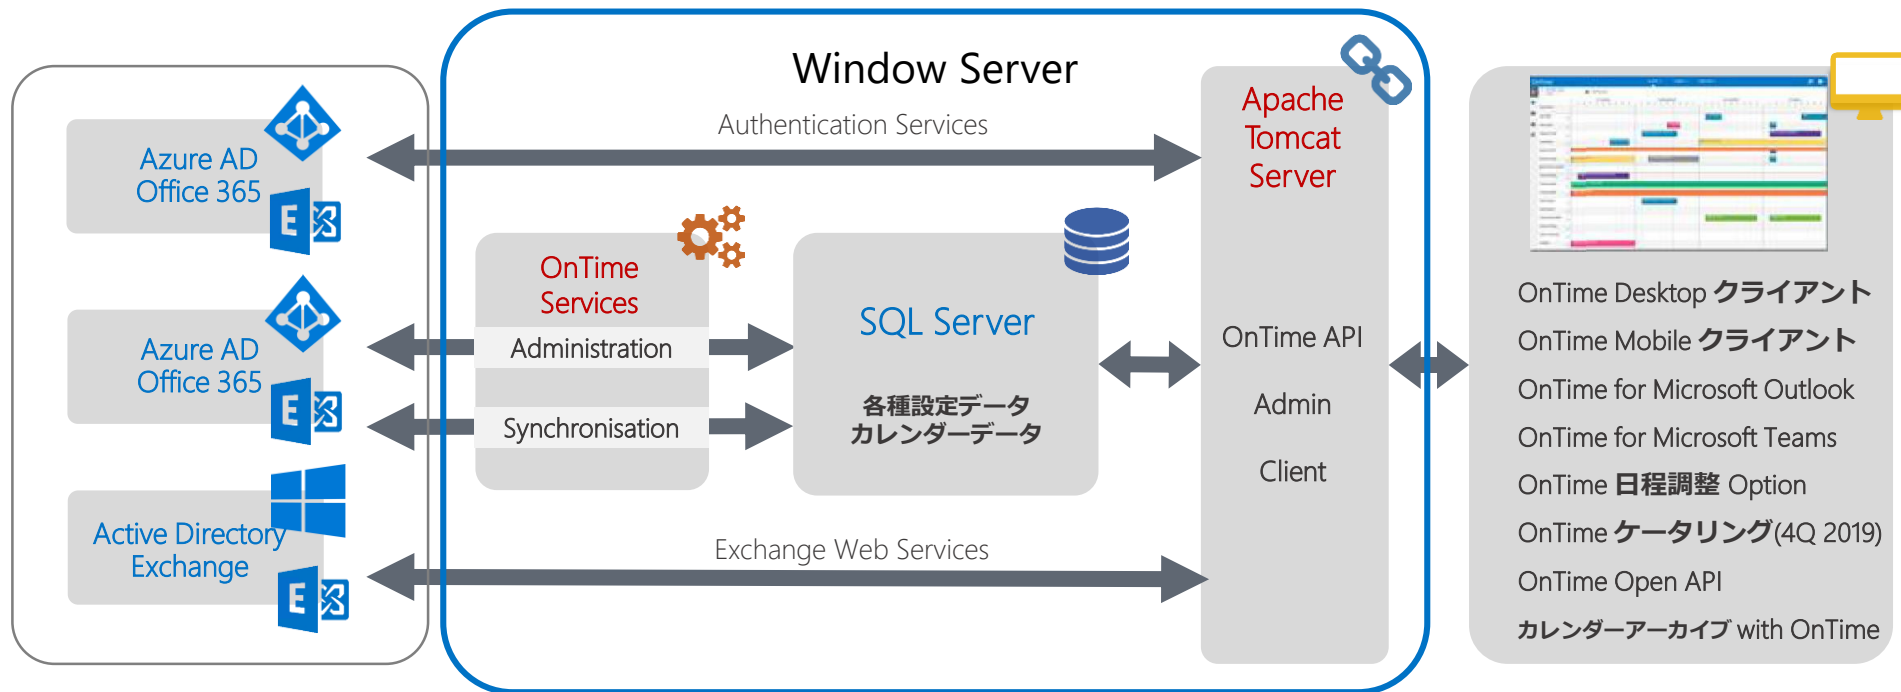 Window Server
Azure AD
Office 365
Azure AD
Office 365
Active Directory
Exchange
Authentication Services
OnTime
Services
Administration
Synchronisation
SQL Server
各種設定データ
カレンダーデータ
Exchange Web Services
Apache
Tomcat
Server
OnTime API
Admin
Client
OnTime Desktop クライアント
OnTime Mobile クライアント
OnTime for Microsoft Outlook
OnTime for Microsoft Teams
OnTime 日程調整 Option
OnTime ケータリング(4Q 2019)
OnTime Open API
カレンダーアーカイブ with OnTime